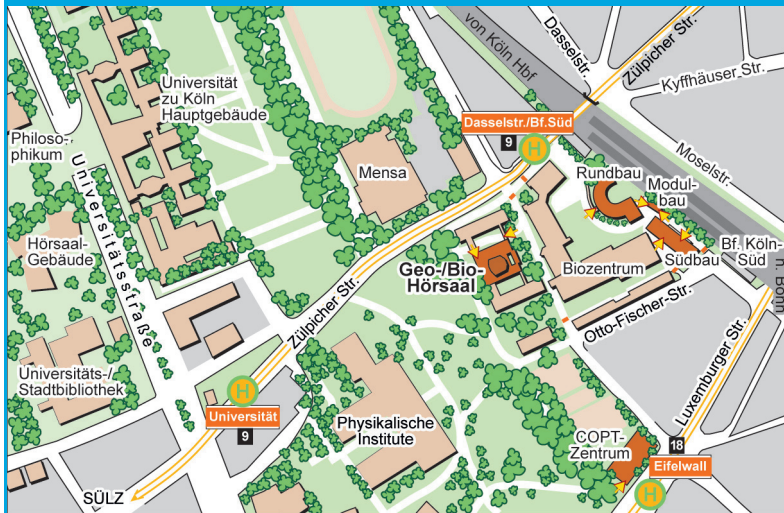 von Köln Hbf
Dasselstr.
Zülpicher Str.
Kyffhäuser Str.
Universität
zu Köln
Hauptgebäude
Dasselstr./Bf.Süd
9
H
Philoso-
phikum
Mensa
Rundbau
Modul-
bau
Moselstr.
Universitätsstraße
Hörsaal-
Gebäude
Geo-/Bio-
Hörsaal
Biozentrum
Südbau
Bf. Köln-
Süd
n. Bonn
Zülpicher Str.
Otto-Fischer-Str.
Luxemburger Str.
Universitäts-/
Stadtbibliothek
H
Universität
9
Physikalische
Institute
COPT-
Zentrum
18
Eifelwall
H
SÜLZ